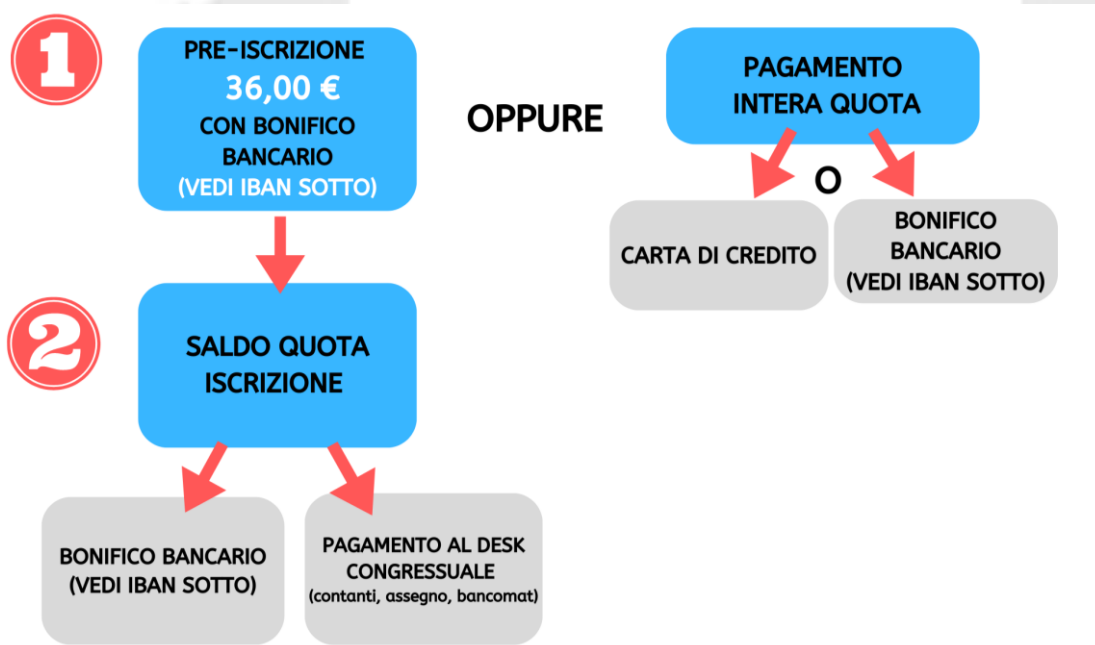 1
PRE-ISCRIZIONE
36,00 €
CON BONIFICO
BANCARIO
(VEDI IBAN SOTTO)
OPPURE
PAGAMENTO
INTERA QUOTA
O
CARTA DI CREDITO
BONIFICO
BANCARIO
(VEDI IBAN SOTTO)
2
SALDO QUOTA
ISCRIZIONE
BONIFICO BANCARIO
(VEDI IBAN SOTTO)
PAGAMENTO AL DESK
CONGRESSUALE
(contanti, assegno, bancomat)